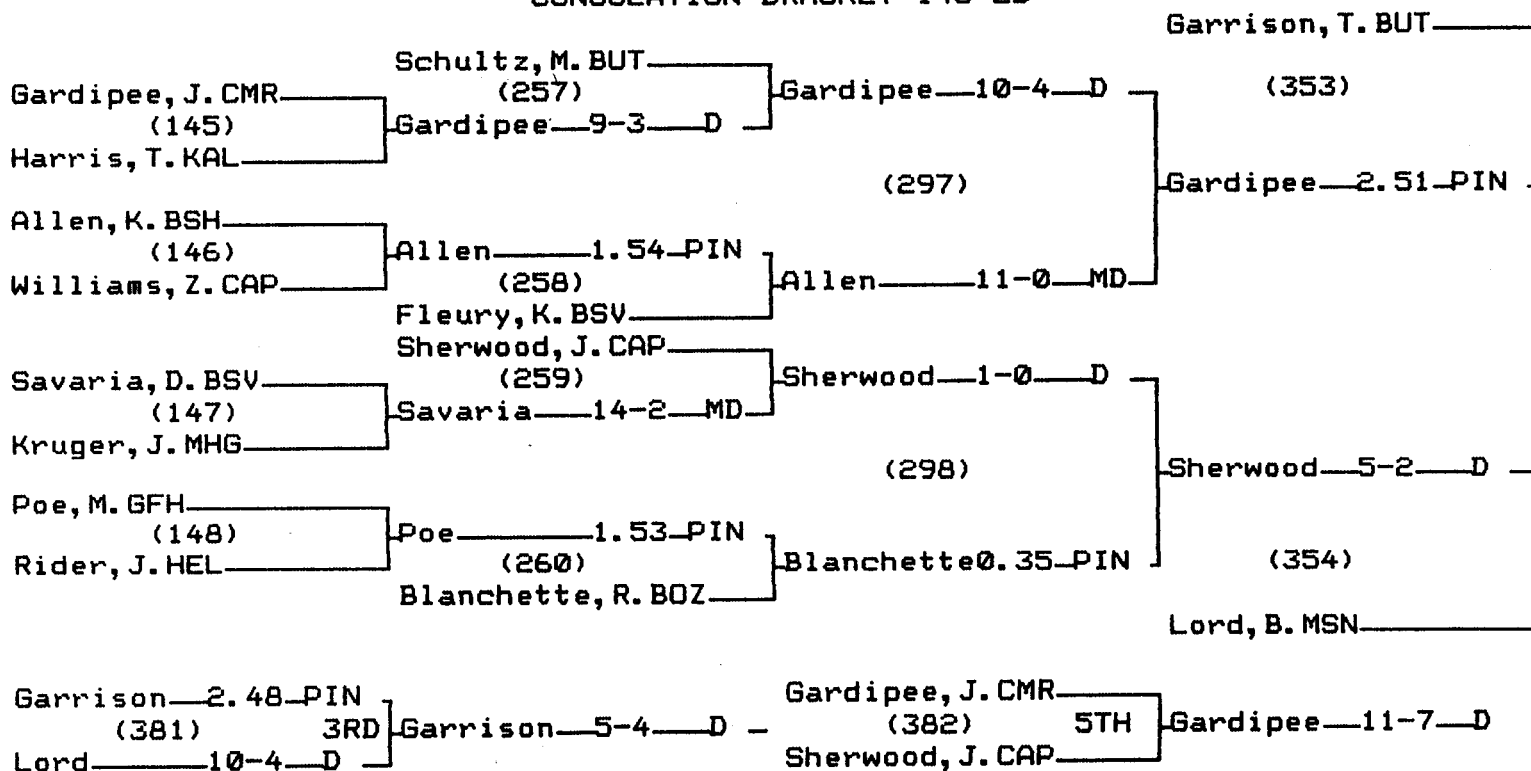 Garrison, T. BUT
Schultz, M. BUT
Gardipee, J. CMR (257) Gardipee 10-4 D (353)
(145) Gardipee 9-3 D
Harris, T. KAL
(297) Gardipee 2.51 PIN
Allen, K. BSH
(146) Allen 1.54 PIN
Williams, Z. CAP (258) Allen 11-0 MD
Fleury, K. BSV
Sherwood, J. CAP
Savaria, D. BSV (259) Sherwood 1-0 D
(147) Savaria 14-2 MD
Kruger, J. MHG
(298) Sherwood 5-2 D
Poe, M. GFH
(148) Poe 1.53 PIN
Rider, J. HEL (260) Blanchette 0.35 PIN (354)
Blanchette, R. BOZ
Lord, B. MSN
Garrison 2.48 PIN Gardipee, J. CMR
(381) 3RD Garrison 5-4 D (382) 5TH Gardipee 11-7 D
Lord 10-4 D Sherwood, J. CAP